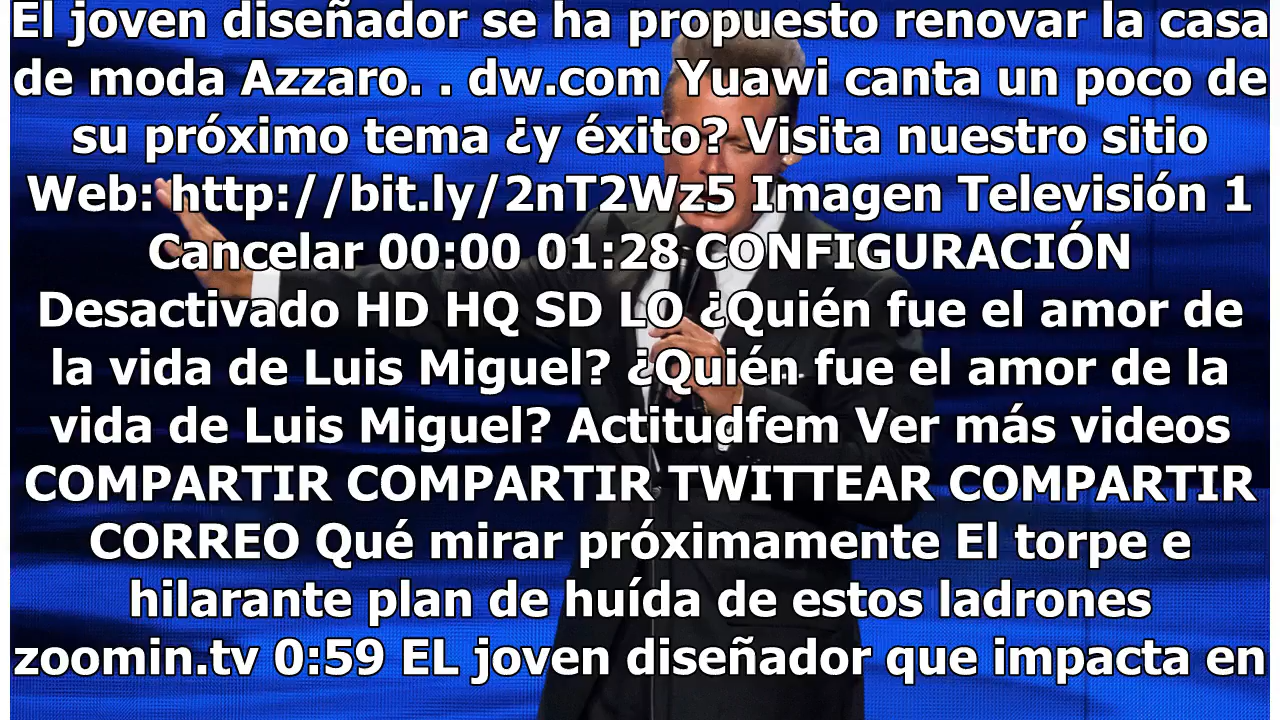 El joven diseñador se ha propuesto renovar la casa
de moda Azzaro. . dw.com Yuawi canta un poco de
su próximo tema ¿y éxito? Visita nuestro sitio
Web: http://bit.ly/2nT2Wz5 Imagen Televisión 1
Cancelar 00:00 01:28 CONFIGURACIÓN
Desactivado HD HQ SD LO ¿Quién fue el amor de
la vida de Luis Miguel? ¿Quién fue el amor de la
vida de Luis Miguel? Actitudfem Ver más videos
COMPARTIR COMPARTIR TWITTEAR COMPARTIR
CORREO Qué mirar próximamente El torpe e
hilarante plan de huída de estos ladrones
zoomin.tv 0:59 EL joven diseñador que impacta en